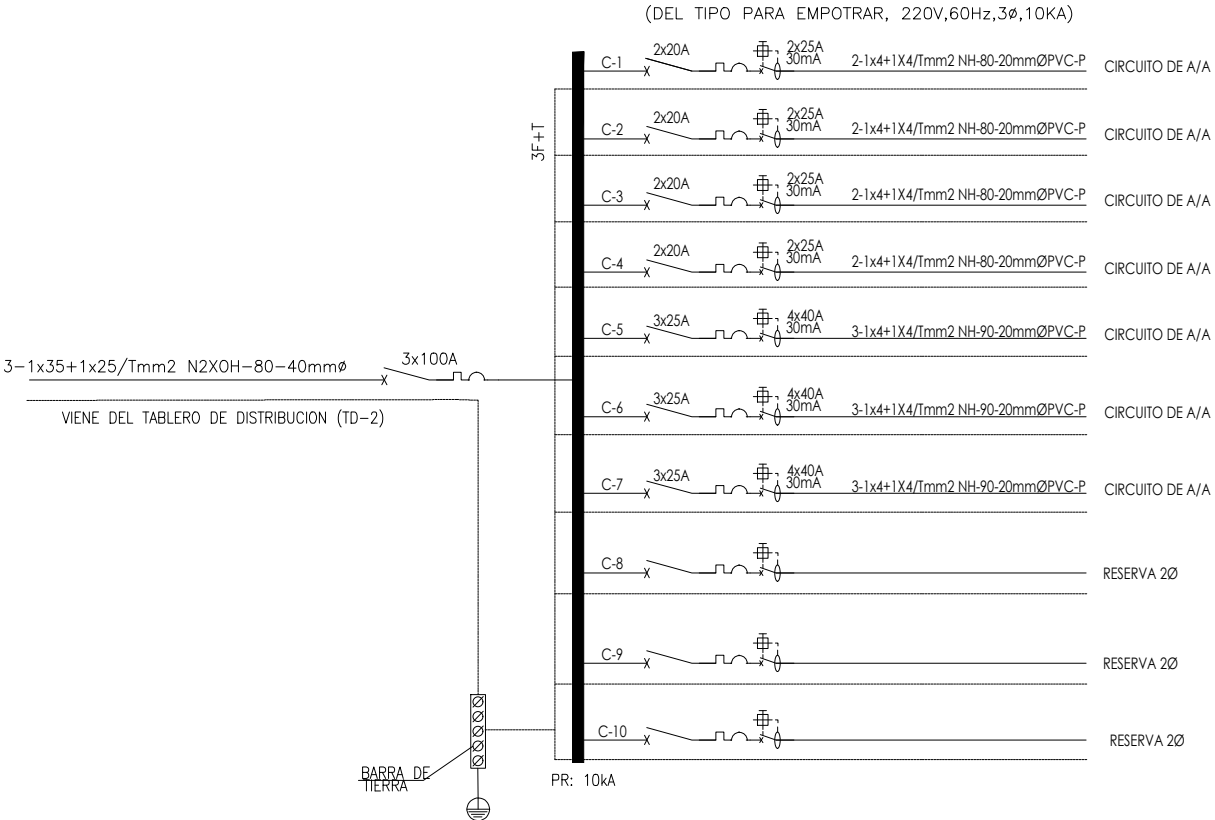 (DEL TIPO PARA EMPOTRAR, 220V,60Hz,3ø,10KA)
C-1 2x20A 2x25A 30mA 2-1x4+1X4/Tmm2 NH-80-20mmØPVC-P CIRCUITO DE A/A
3F+T
C-2 2x20A 2x25A 30mA 2-1x4+1X4/Tmm2 NH-80-20mmØPVC-P CIRCUITO DE A/A
C-3 2x20A 2x25A 30mA 2-1x4+1X4/Tmm2 NH-80-20mmØPVC-P CIRCUITO DE A/A
C-4 2x20A 2x25A 30mA 2-1x4+1X4/Tmm2 NH-80-20mmØPVC-P CIRCUITO DE A/A
C-5 3x25A 4x40A 30mA 3-1x4+1X4/Tmm2 NH-90-20mmØPVC-P CIRCUITO DE A/A
3-1x35+1x25/Tmm2 N2XOH-80-40mmø 3x100A
VIENE DEL TABLERO DE DISTRIBUCION (TD-2)
C-6 3x25A 4x40A 30mA 3-1x4+1X4/Tmm2 NH-90-20mmØPVC-P CIRCUITO DE A/A
C-7 3x25A 4x40A 30mA 3-1x4+1X4/Tmm2 NH-90-20mmØPVC-P CIRCUITO DE A/A
C-8 RESERVA 2Ø
C-9 RESERVA 2Ø
C-10 RESERVA 2Ø
BARRA DE
TIERRA
PR: 10kA